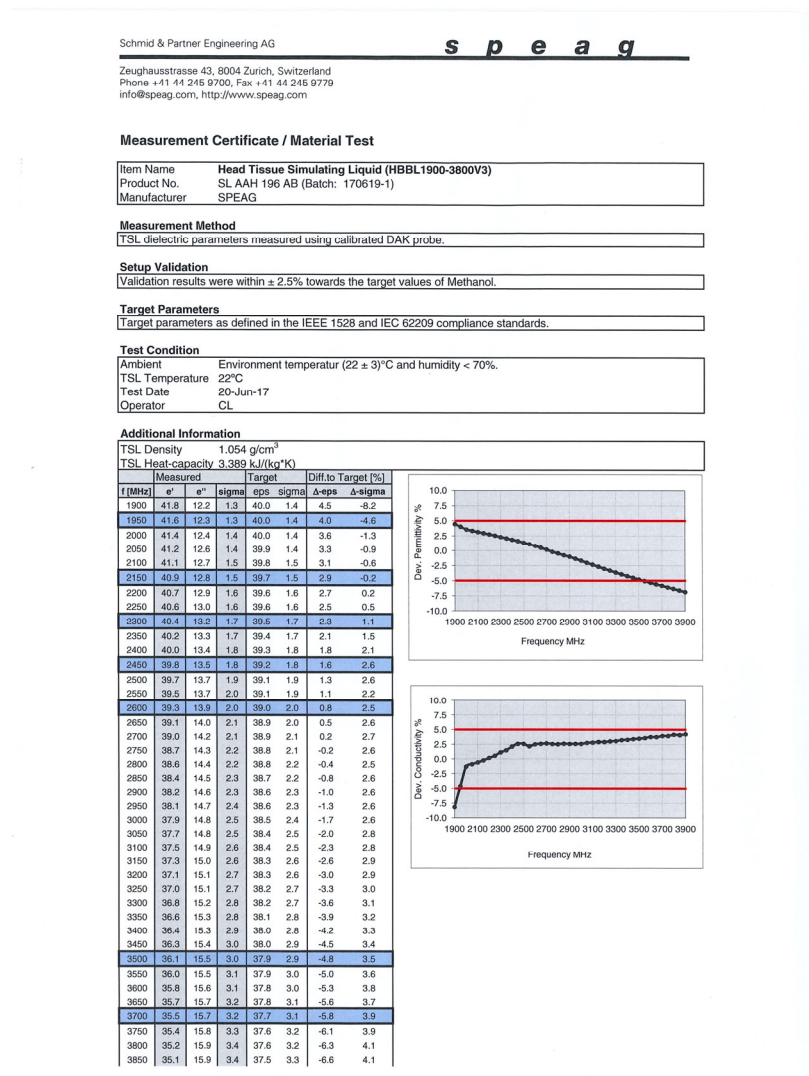 Schmid & Partner Engineering AG
s p e a g
Zeughausstrasse 43, 8004 Zurich, Switzerland
Phone +41 44 245 9700, Fax +41 44 245 9779
info@speag.com, http://www.speag.com
Measurement Certificate / Material Test
Item Name Head Tissue Simulating Liquid (HBBL1900-3800V3)
Product No. SL AAH 196 AB (Batch: 170619-1)
Manufacturer SPEAG
Measurement Method
TSL dielectric parameters measured using calibrated DAK probe.
Setup Validation
Validation results were within ± 2.5% towards the target values of Methanol.
Target Parameters
Target parameters as defined in the IEEE 1528 and IEC 62209 compliance standards.
Test Condition
Ambient Environment temperatur (22 ± 3)°C and humidity < 70%.
TSL Temperature 22°C
Test Date 20-Jun-17
Operator CL
Additional Information
TSL Density 1.054 g/cm³
TSL Heat-capacity 3.389 kJ/(kg*K)
Measured Target Diff.to Target [%]
f [MHz] e' e'' sigma eps sigma Δ-eps Δ-sigma
1900 41.8 12.2 1.3 40.0 1.4 4.5 -8.2
1950 41.6 12.3 1.3 40.0 1.4 4.0 -4.6
2000 41.4 12.4 1.4 40.0 1.4 3.6 -1.3
2050 41.2 12.6 1.4 39.9 1.4 3.3 -0.9
2100 41.1 12.7 1.5 39.8 1.5 3.1 -0.6
2150 40.9 12.8 1.5 39.7 1.5 2.9 -0.2
2200 40.7 12.9 1.6 39.6 1.6 2.7 0.2
2250 40.6 13.0 1.6 39.6 1.6 2.5 0.5
2300 40.4 13.2 1.7 39.5 1.7 2.3 1.1
2350 40.2 13.3 1.7 39.4 1.7 2.1 1.5
2400 40.0 13.4 1.8 39.3 1.8 1.8 2.1
2450 39.8 13.5 1.8 39.2 1.8 1.6 2.6
2500 39.7 13.7 1.9 39.1 1.9 1.3 2.6
2550 39.5 13.7 2.0 39.1 1.9 1.1 2.2
2600 39.3 13.9 2.0 39.0 2.0 0.8 2.5
2650 39.1 14.0 2.1 38.9 2.0 0.5 2.6
2700 39.0 14.2 2.1 38.9 2.1 0.2 2.7
2750 38.7 14.3 2.2 38.8 2.1 -0.2 2.6
2800 38.6 14.4 2.2 38.8 2.2 -0.4 2.5
2850 38.4 14.5 2.3 38.7 2.2 -0.8 2.6
2900 38.2 14.6 2.3 38.6 2.3 -1.0 2.6
2950 38.1 14.7 2.4 38.6 2.3 -1.3 2.6
3000 37.9 14.8 2.5 38.5 2.4 -1.7 2.6
3050 37.7 14.8 2.5 38.4 2.5 -2.0 2.8
3100 37.5 14.9 2.6 38.4 2.5 -2.3 2.8
3150 37.3 15.0 2.6 38.3 2.6 -2.6 2.9
3200 37.1 15.1 2.7 38.3 2.6 -3.0 2.9
3250 37.0 15.1 2.7 38.2 2.7 -3.3 3.0
3300 36.8 15.2 2.8 38.2 2.7 -3.6 3.1
3350 36.6 15.3 2.8 38.1 2.8 -3.9 3.2
3400 36.4 15.3 2.9 38.0 2.8 -4.2 3.3
3450 36.3 15.4 3.0 38.0 2.9 -4.5 3.4
3500 36.1 15.5 3.0 37.9 2.9 -4.8 3.5
3550 36.0 15.5 3.1 37.9 3.0 -5.0 3.6
3600 35.8 15.6 3.1 37.8 3.0 -5.3 3.8
3650 35.7 15.7 3.2 37.8 3.1 -5.6 3.7
3700 35.5 15.7 3.2 37.7 3.1 -5.8 3.9
3750 35.4 15.8 3.3 37.6 3.2 -6.1 3.9
3800 35.2 15.9 3.4 37.6 3.2 -6.3 4.1
3850 35.1 15.9 3.4 37.5 3.3 -6.6 4.1
Dev. Permittivity %
10.0
7.5
5.0
2.5
0.0
-2.5
-5.0
-7.5
-10.0
1900 2100 2300 2500 2700 2900 3100 3300 3500 3700 3900
Frequency MHz
Dev. Conductivity %
10.0
7.5
5.0
2.5
0.0
-2.5
-5.0
-7.5
-10.0
1900 2100 2300 2500 2700 2900 3100 3300 3500 3700 3900
Frequency MHz